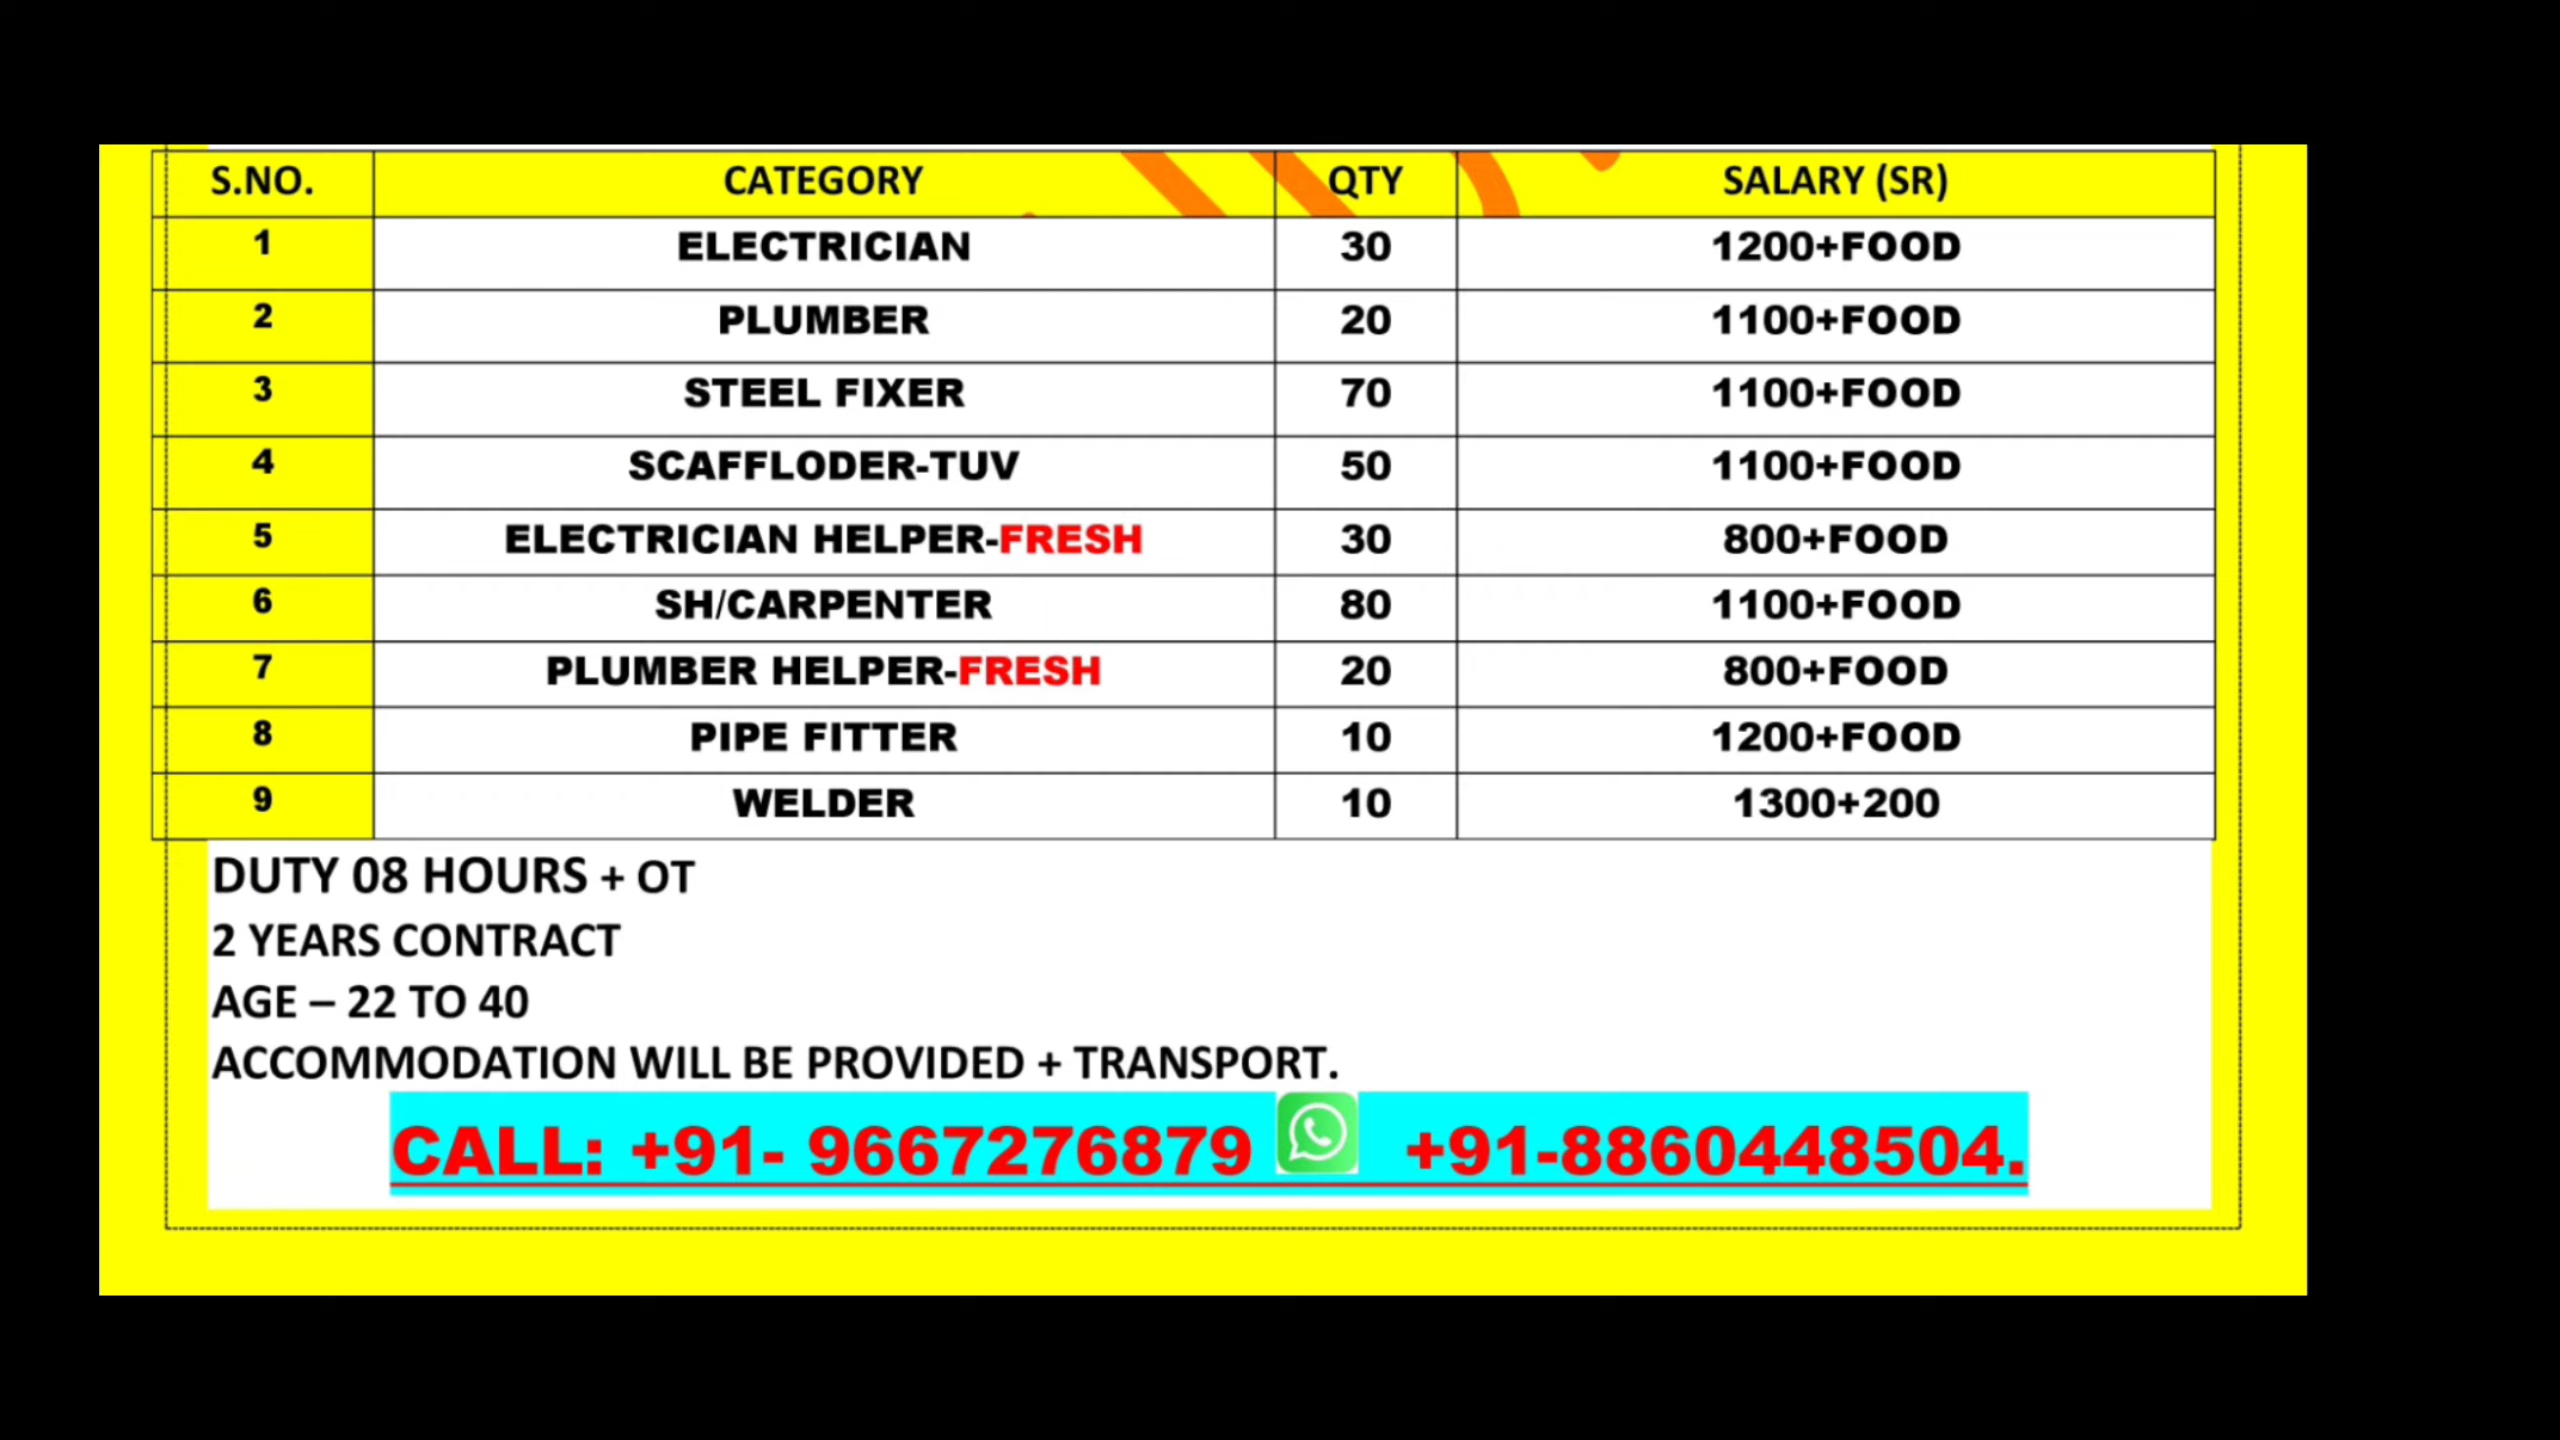 S.NO. CATEGORY QTY SALARY (SR)
1 ELECTRICIAN 30 1200+FOOD
2 PLUMBER 20 1100+FOOD
3 STEEL FIXER 70 1100+FOOD
4 SCAFFLODER-TUV 50 1100+FOOD
5 ELECTRICIAN HELPER-FRESH 30 800+FOOD
6 SH/CARPENTER 80 1100+FOOD
7 PLUMBER HELPER-FRESH 20 800+FOOD
8 PIPE FITTER 10 1200+FOOD
9 WELDER 10 1300+200
DUTY 08 HOURS + OT
2 YEARS CONTRACT
AGE – 22 TO 40
ACCOMMODATION WILL BE PROVIDED + TRANSPORT.
CALL: +91- 9667276879 +91-8860448504.